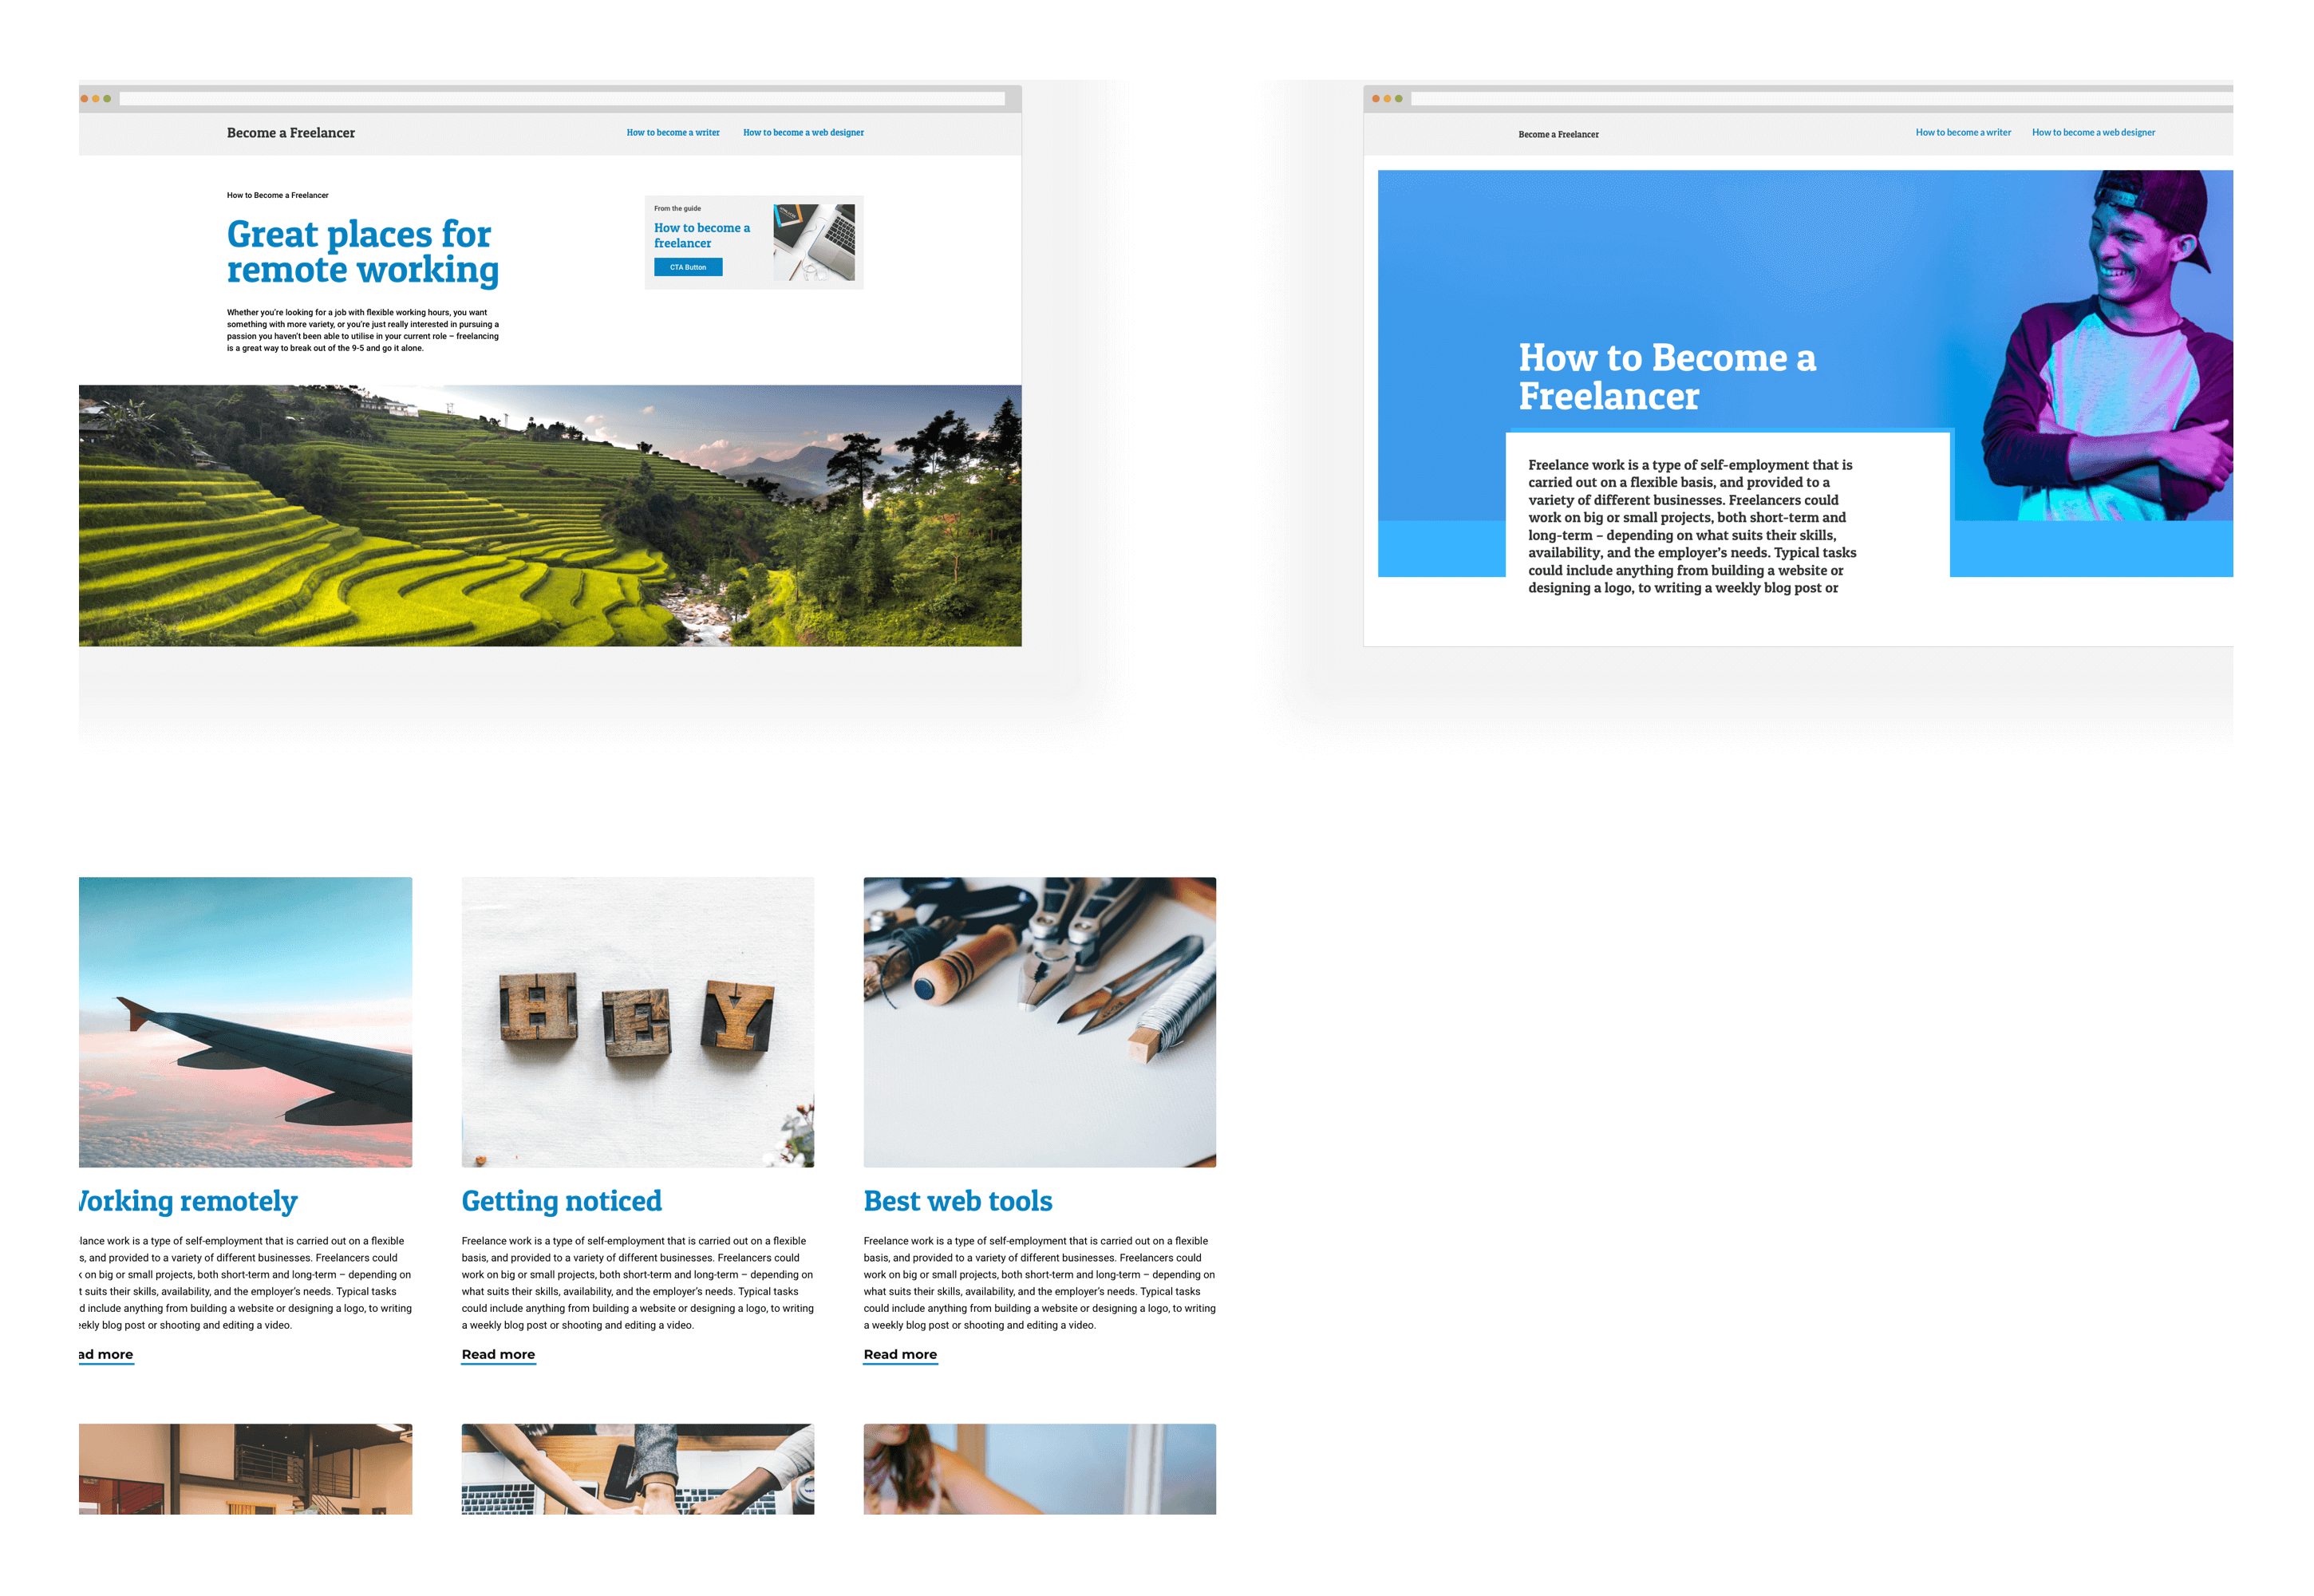 Become a Freelancer
How to become a writer
How to become a web designer
How to Become a Freelancer
Great places for
remote working
Whether you're looking for a job with flexible working hours, you want
something with more variety, or you're just really interested in pursuing a
passion you haven't been able to utilise in your current role – freelancing
is a great way to break out of the 9-5 and go it alone.
From the guide
How to become a
freelancer
CTA Button
Become a Freelancer
How to become a writer
How to become a web designer
How to Become a
Freelancer
Freelance work is a type of self-employment that is
carried out on a flexible basis, and provided to a
variety of different businesses. Freelancers could
work on big or small projects, both short-term and
long-term – depending on what suits their skills,
availability, and the employer's needs. Typical tasks
could include anything from building a website or
designing a logo, to writing a weekly blog post or
orking remotely
lance work is a type of self-employment that is carried out on a flexible
s, and provided to a variety of different businesses. Freelancers could
on big or small projects, both short-term and long-term – depending on
t suits their skills, availability, and the employer's needs. Typical tasks
d include anything from building a website or designing a logo, to writing
eekly blog post or shooting and editing a video.
ad more
HEY
Getting noticed
Freelance work is a type of self-employment that is carried out on a flexible
basis, and provided to a variety of different businesses. Freelancers could
work on big or small projects, both short-term and long-term – depending on
what suits their skills, availability, and the employer's needs. Typical tasks
could include anything from building a website or designing a logo, to writing
a weekly blog post or shooting and editing a video.
Read more
Best web tools
Freelance work is a type of self-employment that is carried out on a flexible
basis, and provided to a variety of different businesses. Freelancers could
work on big or small projects, both short-term and long-term – depending on
what suits their skills, availability, and the employer's needs. Typical tasks
could include anything from building a website or designing a logo, to writing
a weekly blog post or shooting and editing a video.
Read more